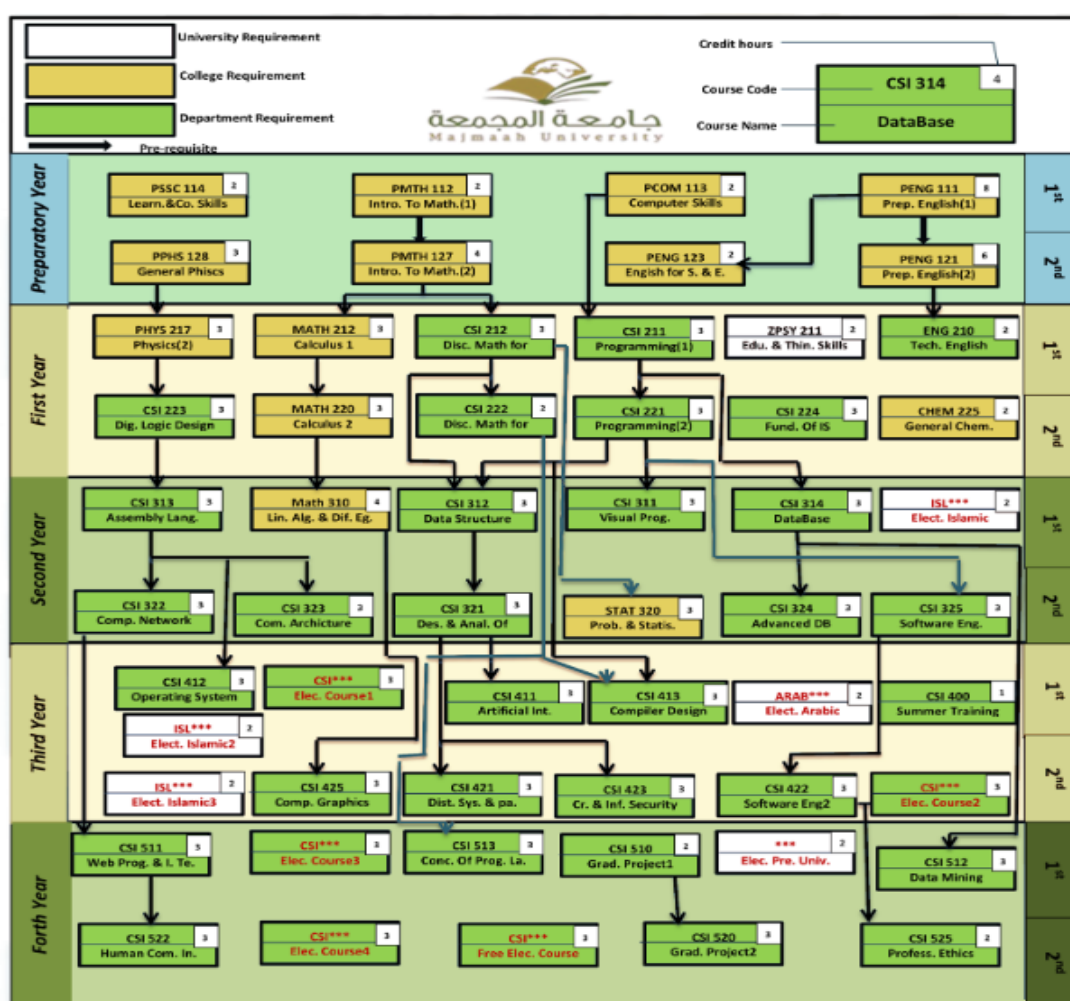 University Requirement
College Requirement
Department Requirement
Pre-requisite
جامعة المجمعة
Majmaah University
Credit hours
Course Code
Course Name
CSI 314 4
DataBase
Preparatory Year
1st
PSSC 114 2
Learn.&Co. Skills
PMTH 112 2
Intro. To Math.(1)
PCOM 113 2
Computer Skills
PENG 111 8
Prep. English(1)
2nd
PPHS 128 3
General Phiscs
PMTH 127 4
Intro. To Math.(2)
PENG 123 2
Engish for S. & E.
PENG 121 6
Prep. English(2)
First Year
1st
PHYS 217 3
Physics(2)
MATH 212 3
Calculus 1
CSI 212 3
Disc. Math for
CSI 211 3
Programming(1)
ZPSY 211 2
Edu. & Thin. Skills
ENG 210 2
Tech. English
2nd
CSI 223 3
Dig. Logic Design
MATH 220 3
Calculus 2
CSI 222 2
Disc. Math for
CSI 221 3
Programming(2)
CSI 224 3
Fund. Of IS
CHEM 225 2
General Chem.
Second Year
1st
CSI 313 3
Assembly Lang.
Math 310 4
Lin. Alg. & Dif. Eg.
CSI 312 3
Data Structure
CSI 311 3
Visual Prog.
CSI 314 3
DataBase
ISL*** 2
Elect. Islamic
2nd
CSI 322 3
Comp. Network
CSI 323 3
Com. Archicture
CSI 321 3
Des. & Anal. Of
STAT 320 3
Prob. & Statis.
CSI 324 3
Advanced DB
CSI 325 3
Software Eng.
Third Year
1st
CSI 412 3
Operating System
CSI*** 3
Elec. Course1
CSI 411 3
Artificial Int.
CSI 413 3
Compiler Design
ARAB*** 2
Elect. Arabic
CSI 400 1
Summer Training
ISL*** 2
Elect. Islamic2
2nd
ISL*** 2
Elect. Islamic3
CSI 425 3
Comp. Graphics
CSI 421 3
Dist. Sys. & pa.
CSI 423 3
Cr. & Inf. Security
CSI 422 3
Software Eng2
CSI*** 3
Elec. Course2
Forth Year
1st
CSI 511 3
Web Prog. & I. Te.
CSI*** 3
Elec. Course3
CSI 513 3
Conc. Of Prog. La.
CSI 510 2
Grad. Project1
*** 2
Elec. Pre. Univ.
CSI 512 3
Data Mining
2nd
CSI 522 3
Human Com. In.
CSI*** 3
Elec. Course4
CSI*** 3
Free Elec. Course
CSI 520 3
Grad. Project2
CSI 525 2
Profess. Ethics